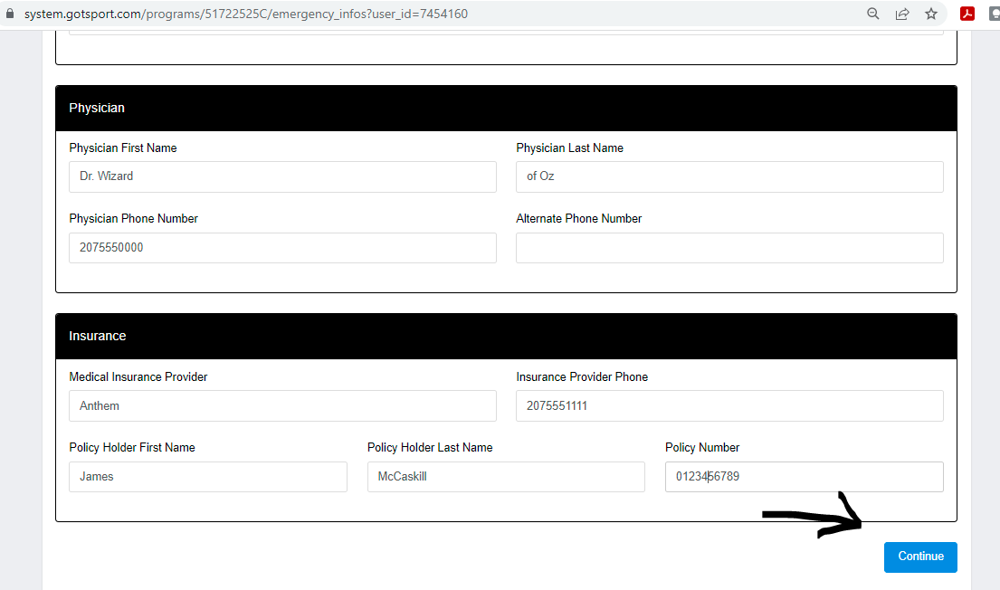 system.gotsport.com/programs/51722525C/emergency_infos?user_id=7454160
Physician
Physician First Name
Physician Last Name
Dr. Wizard
of Oz
Physician Phone Number
Alternate Phone Number
2075550000
Insurance
Medical Insurance Provider
Insurance Provider Phone
Anthem
2075551111
Policy Holder First Name
Policy Holder Last Name
Policy Number
James
McCaskill
0123456789
Continue